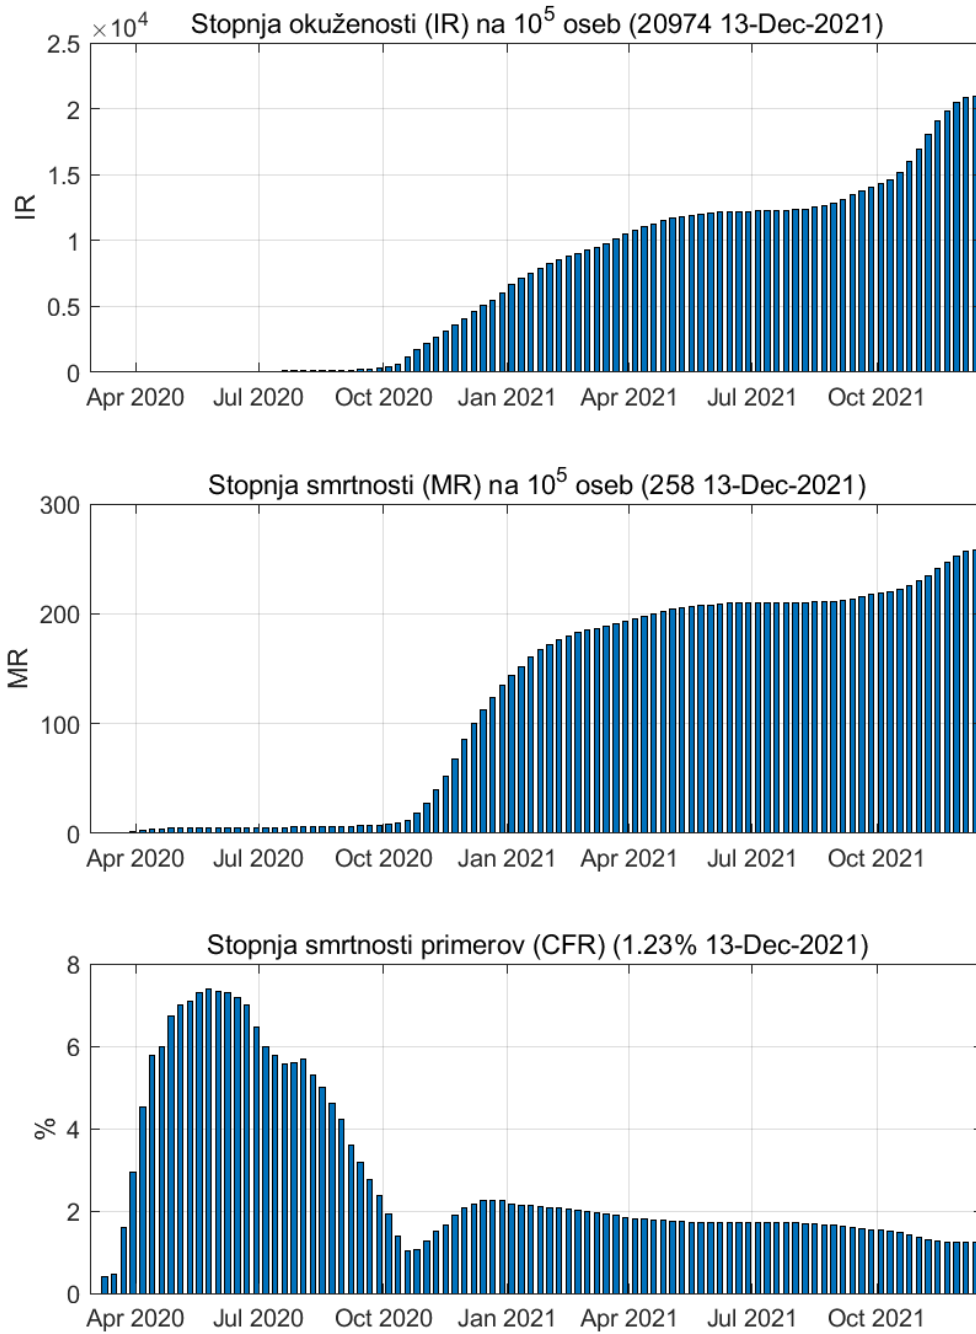 Stopnja okuženosti (IR) na 10^5 oseb (20974 13-Dec-2021)
×10^4
2.5
2
1.5
1
0.5
0
IR
Apr 2020 Jul 2020 Oct 2020 Jan 2021 Apr 2021 Jul 2021 Oct 2021
Stopnja smrtnosti (MR) na 10^5 oseb (258 13-Dec-2021)
300
200
100
0
MR
Apr 2020 Jul 2020 Oct 2020 Jan 2021 Apr 2021 Jul 2021 Oct 2021
Stopnja smrtnosti primerov (CFR) (1.23% 13-Dec-2021)
8
6
4
2
0
%
Apr 2020 Jul 2020 Oct 2020 Jan 2021 Apr 2021 Jul 2021 Oct 2021